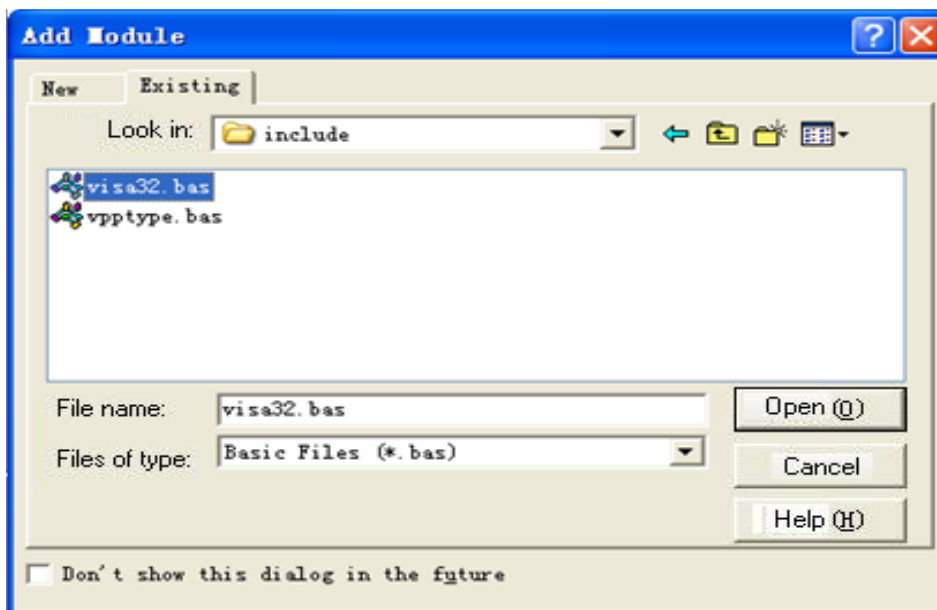 Add Module
New Existing
Look in: include
visa32.bas
vpptype.bas
File name: visa32.bas Open (O)
Files of type: Basic Files (*.bas)
Cancel
Help (H)
Don't show this dialog in the future